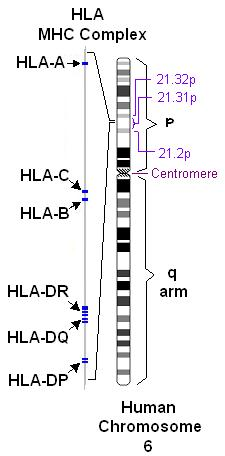 HLA
MHC Complex
HLA-A
21.32p
21.31p
P
21.2p
HLA-C
Centromere
HLA-B
q
arm
HLA-DR
HLA-DQ
HLA-DP
Human
Chromosome
6